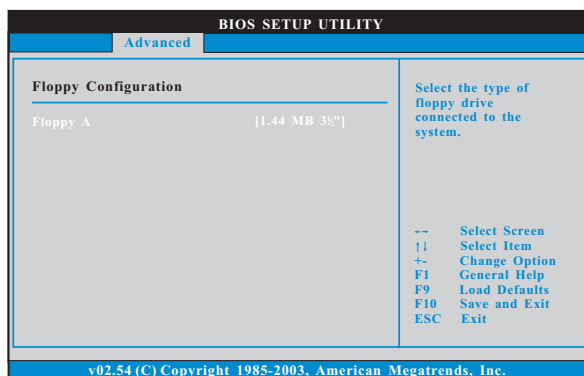 BIOS SETUP UTILITY
Advanced
Floppy Configuration
Floppy A [1.44 MB 3½"]
Select the type of
floppy drive
connected to the
system.
←→ Select Screen
↑↓ Select Item
+- Change Option
F1 General Help
F9 Load Defaults
F10 Save and Exit
ESC Exit
v02.54 (C) Copyright 1985-2003, American Megatrends, Inc.